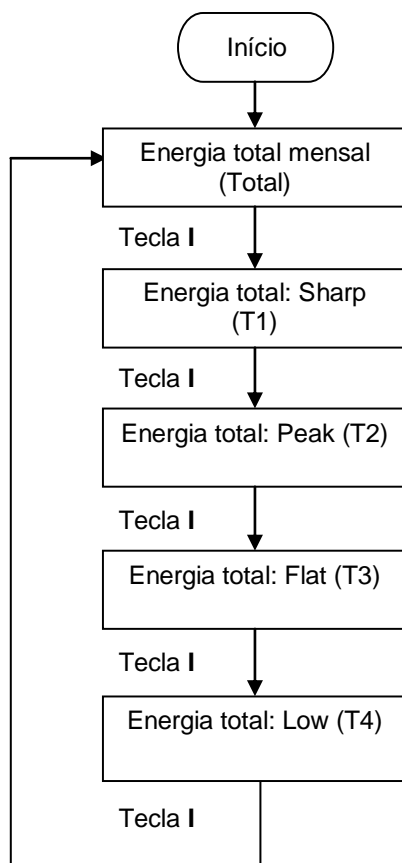 Início
Energia total mensal
(Total)
Tecla I
Energia total: Sharp
(T1)
Tecla I
Energia total: Peak (T2)
Tecla I
Energia total: Flat (T3)
Tecla I
Energia total: Low (T4)
Tecla I